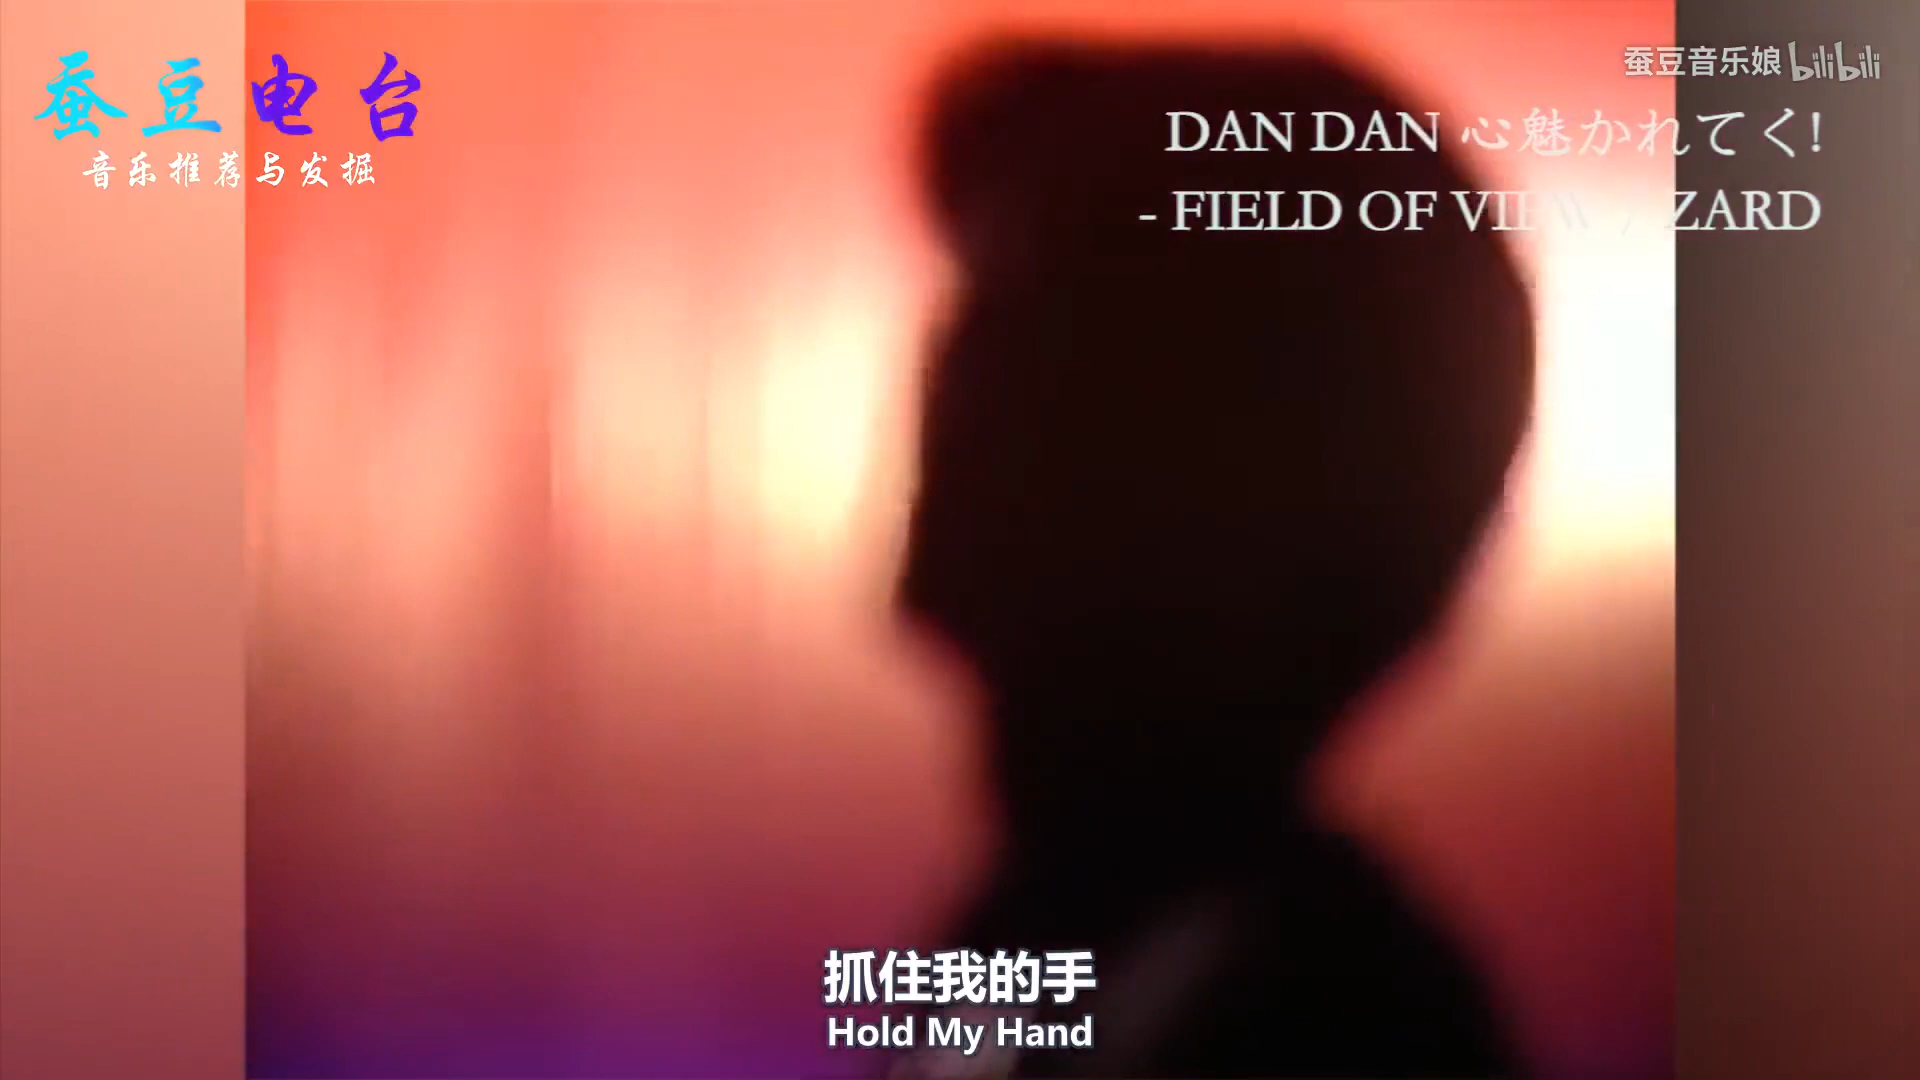 蚕豆电台
音乐推荐与发掘
蚕豆音乐娘 bilibili
DAN DAN 心魅かれてく!
- FIELD OF VIEW / ZARD
抓住我的手
Hold My Hand